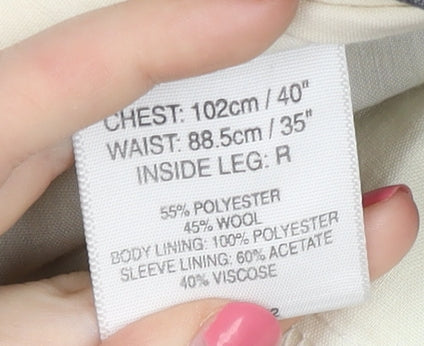 CHEST: 102cm / 40"
WAIST: 88.5cm / 35"
INSIDE LEG: R
55% POLYESTER
45% WOOL
BODY LINING: 100% POLYESTER
SLEEVE LINING: 60% ACETATE
40% VISCOSE